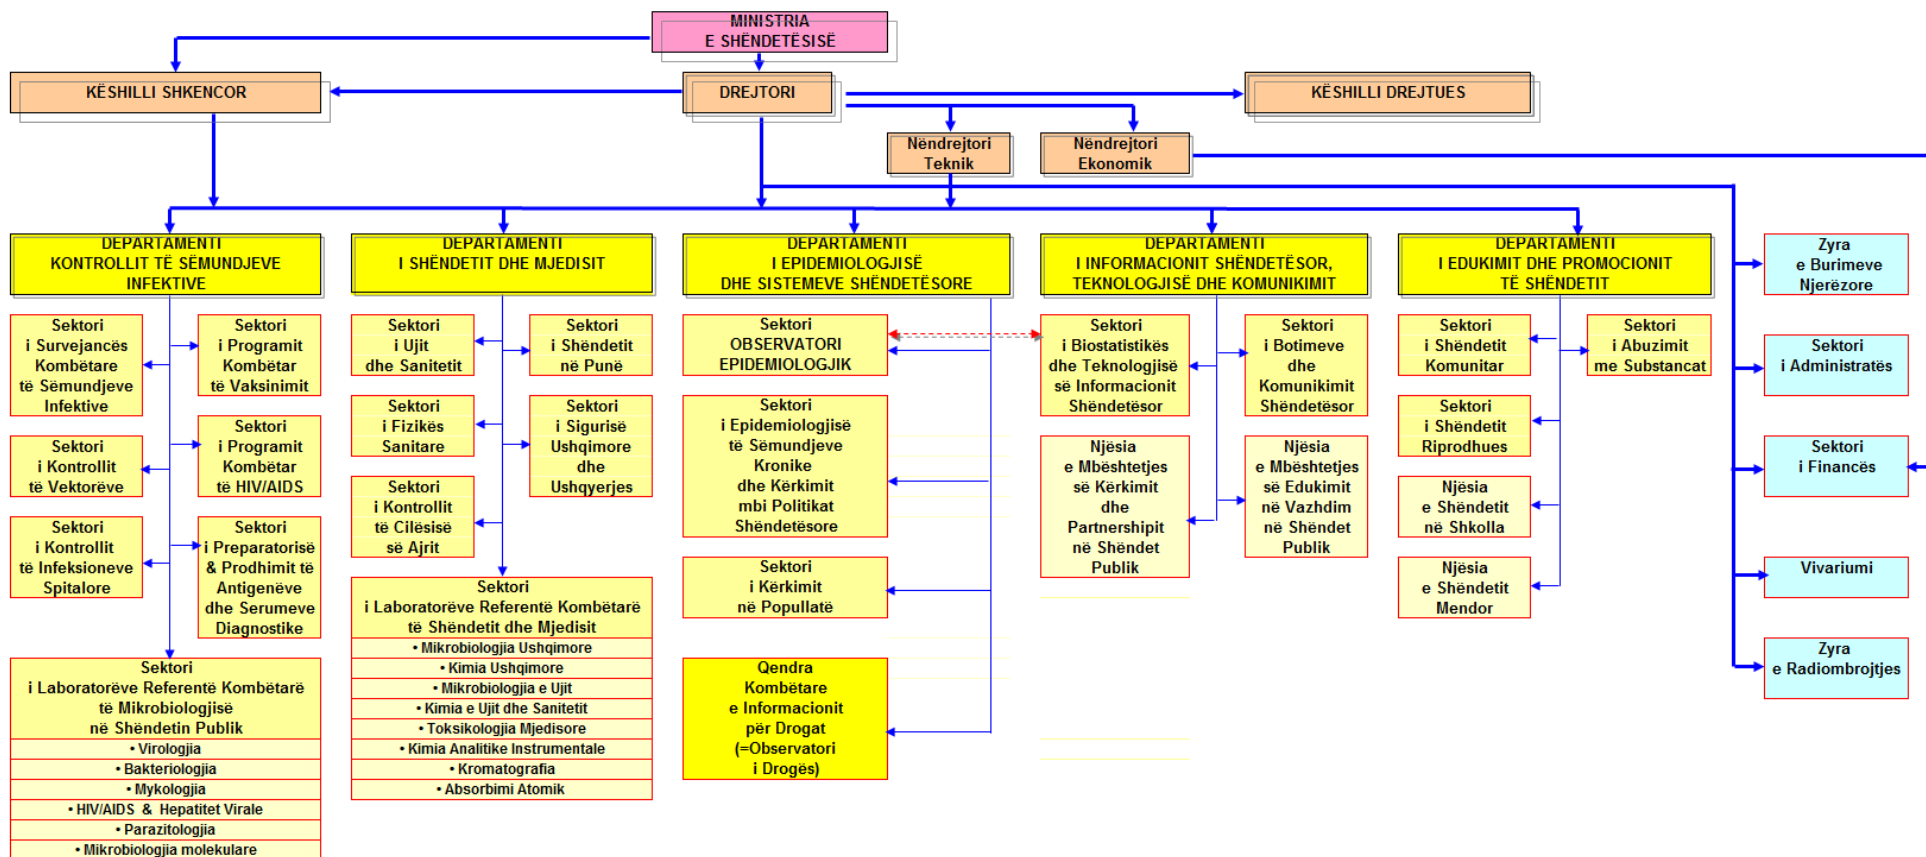 MINISTRIA
E SHËNDETËSISË
KËSHILLI SHKENCOR
DREJTORI
KËSHILLI DREJTUES
Nëndrejtori
Teknik
Nëndrejtori
Ekonomik
DEPARTAMENTI
KONTROLLIT TË SËMUNDJEVE
INFEKTIVE
DEPARTAMENTI
I SHËNDETIT DHE MJEDISIT
DEPARTAMENTI
I EPIDEMIOLOGJISË
DHE SISTEMEVE SHËNDETËSORE
DEPARTAMENTI
I INFORMACIONIT SHËNDETËSOR,
TEKNOLOGJISË DHE KOMUNIKIMIT
DEPARTAMENTI
I EDUKIMIT DHE PROMOCIONIT
TË SHËNDETIT
Zyra
e Burimeve
Njerëzore
Sektori
i Survejancës
Kombëtare
të Sëmundjeve
Infektive
Sektori
i Programit
Kombëtar
të Vaksinimit
Sektori
i Kontrollit
të Vektorëve
Sektori
i Programit
Kombëtar
të HIV/AIDS
Sektori
i Kontrollit
të Infeksioneve
Spitalore
Sektori
i Preparatorisë
& Prodhimit të
Antigenëve
dhe Serumeve
Diagnostike
Sektori
i Laboratorëve Referentë Kombëtarë
të Mikrobiologjisë
në Shëndetin Publik
• Virologjia
• Bakteriologjia
• Mykologjia
• HIV/AIDS & Hepatitet Virale
• Parazitologjia
• Mikrobiologjia molekulare
Sektori
i Ujit
dhe Sanitetit
Sektori
i Shëndetit
në Punë
Sektori
i Fizikës
Sanitare
Sektori
i Sigurisë
Ushqimore
dhe
Ushqyerjes
Sektori
i Kontrollit
të Cilësisë
së Ajrit
Sektori
i Laboratorëve Referentë Kombëtarë
të Shëndetit dhe Mjedisit
• Mikrobiologjia Ushqimore
• Kimia Ushqimore
• Mikrobiologjia e Ujit
• Kimia e Ujit dhe Sanitetit
• Toksikologjia Mjedisore
• Kimia Analitike Instrumentale
• Kromatografia
• Absorbimi Atomik
Sektori
OBSERVATORI
EPIDEMIOLOGJIK
Sektori
i Epidemiologjisë
të Sëmundjeve
Kronike
dhe Kërkimit
mbi Politikat
Shëndetësore
Sektori
i Kërkimit
në Popullatë
Qendra
Kombëtare
e Informacionit
për Drogat
(=Observatori
i Drogës)
Sektori
i Biostatistikës
dhe Teknologjisë
së Informacionit
Shëndetësor
Sektori
i Botimeve
dhe
Komunikimit
Shëndetësor
Njësia
e Mbështetjes
së Kërkimit
dhe
Partnershipit
në Shëndet
Publik
Njësia
e Mbështetjes
së Edukimit
në Vazhdim
në Shëndet
Publik
Sektori
i Shëndetit
Komunitar
Sektori
i Abuzimit
me Substancat
Sektori
i Shëndetit
Riprodhues
Njësia
e Shëndetit
në Shkolla
Njësia
e Shëndetit
Mendor
Sektori
i Administratës
Sektori
i Financës
Vivariumi
Zyra
e Radiombrojtjes